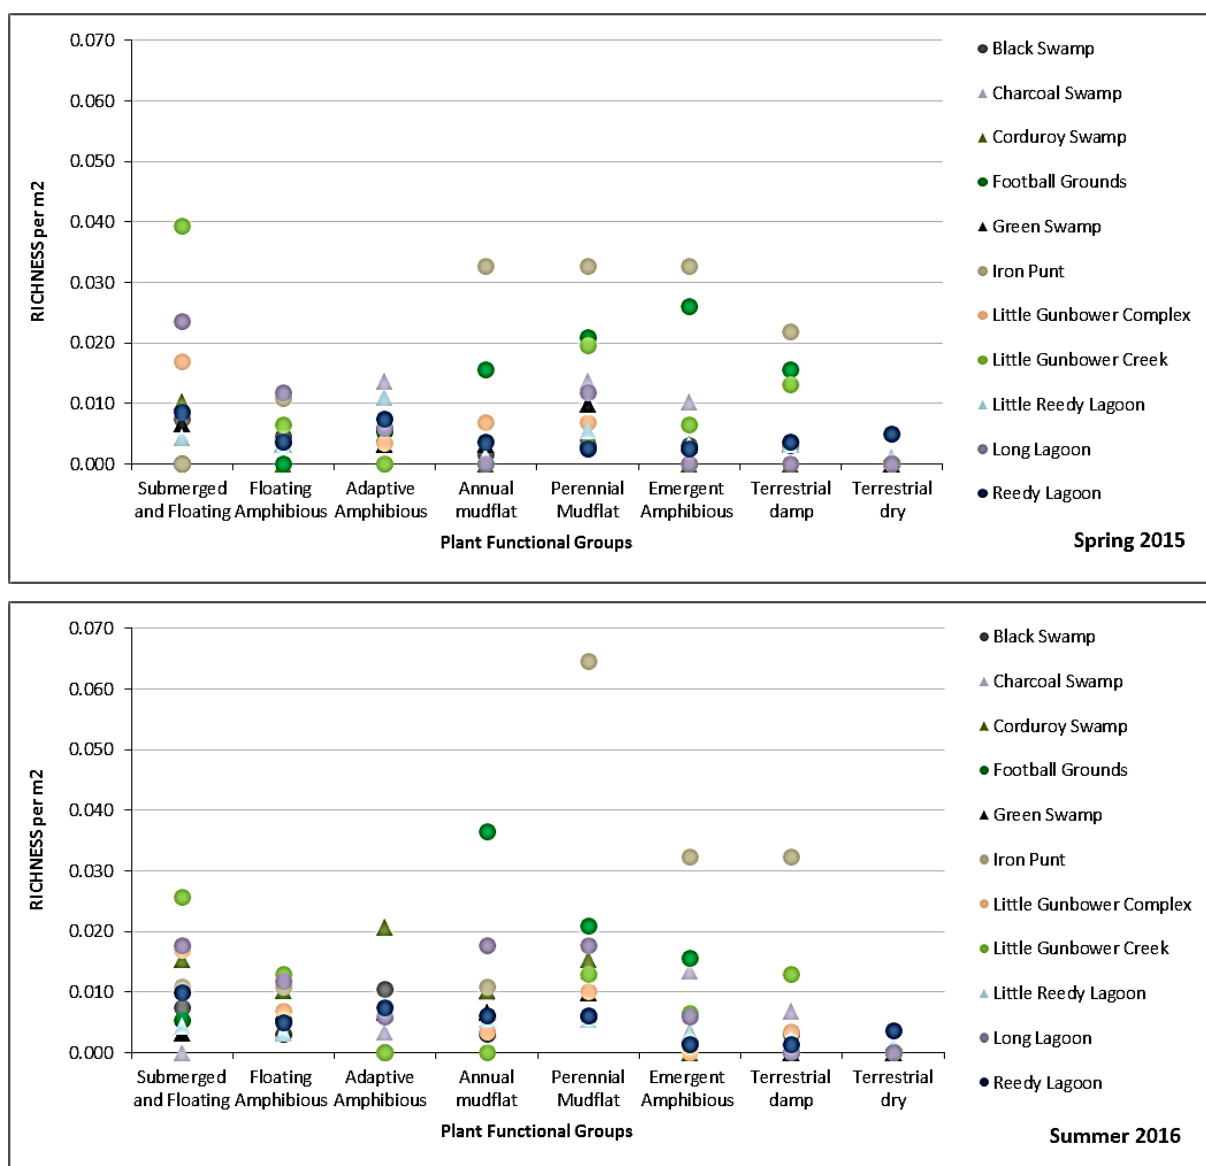 0.070
0.060
0.050
0.040
0.030
0.020
0.010
0.000
RICHNESS per m2
Submerged and Floating
Floating Amphibious
Adaptive Amphibious
Annual mudflat
Perennial Mudflat
Emergent Amphibious
Terrestrial damp
Terrestrial dry
Plant Functional Groups
Spring 2015
Black Swamp
Charcoal Swamp
Corduroy Swamp
Football Grounds
Green Swamp
Iron Punt
Little Gunbower Complex
Little Gunbower Creek
Little Reedy Lagoon
Long Lagoon
Reedy Lagoon
0.070
0.060
0.050
0.040
0.030
0.020
0.010
0.000
RICHNESS per m2
Submerged and Floating
Floating Amphibious
Adaptive Amphibious
Annual mudflat
Perennial Mudflat
Emergent Amphibious
Terrestrial damp
Terrestrial dry
Plant Functional Groups
Summer 2016
Black Swamp
Charcoal Swamp
Corduroy Swamp
Football Grounds
Green Swamp
Iron Punt
Little Gunbower Complex
Little Gunbower Creek
Little Reedy Lagoon
Long Lagoon
Reedy Lagoon